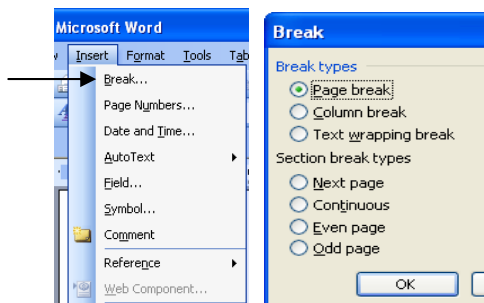 Microsoft Word
Insert Format Tools Tab
Break...
Page Numbers...
Date and Time...
AutoText
Field...
Symbol...
Comment
Reference
Web Component...
Break
Break types
Page break
Column break
Text wrapping break
Section break types
Next page
Continuous
Even page
Odd page
OK